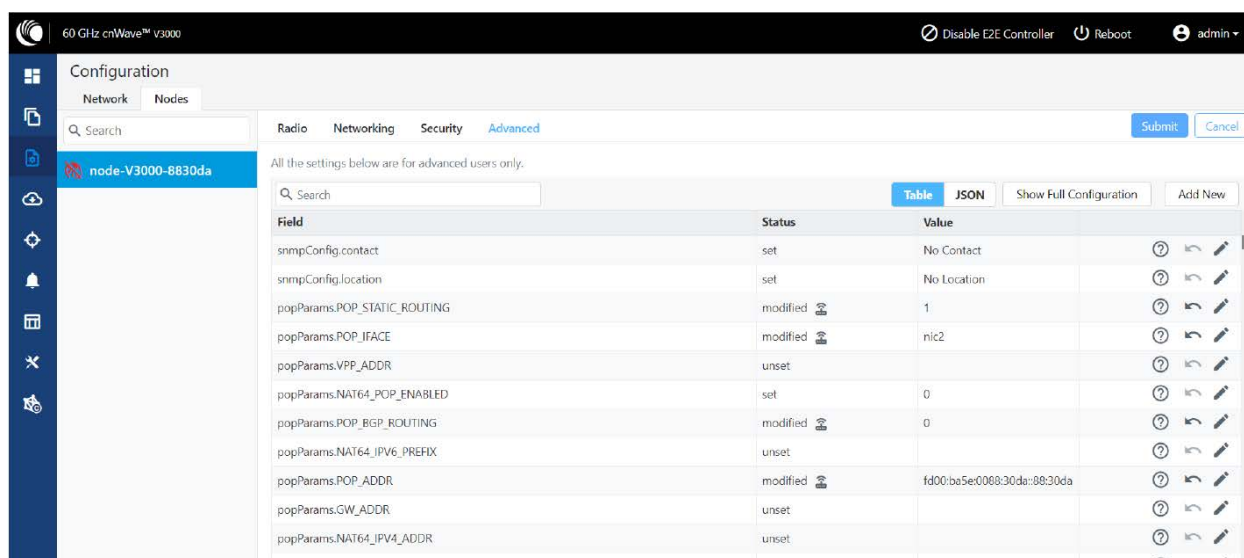 60 GHz cnWave™ V3000 Disable E2E Controller Reboot admin
Configuration
Network Nodes
Search Radio Networking Security Advanced Submit Cancel
node-V3000-8830da
All the settings below are for advanced users only.
Search Table JSON Show Full Configuration Add New
Field Status Value
snmpConfig.contact set No Contact
snmpConfig.location set No Location
popParams.POP_STATIC_ROUTING modified 1
popParams.POP_IFACE modified nic2
popParams.VPP_ADDR unset
popParams.NAT64_POP_ENABLED set 0
popParams.POP_BGP_ROUTING modified 0
popParams.NAT64_IPV6_PREFIX unset
popParams.POP_ADDR modified fd00:ba5e:0088:30da::88:30da
popParams.GW_ADDR unset
popParams.NAT64_IPV4_ADDR unset